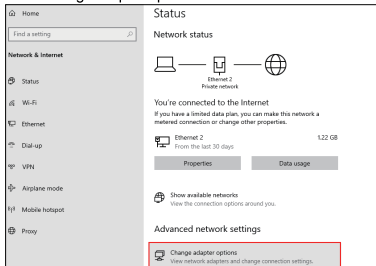 Home
Find a setting
Network & Internet
Status
Wi-Fi
Ethernet
Dial-up
VPN
Airplane mode
Mobile hotspot
Proxy
Status
Network status
Ethernet 2
Private network
You're connected to the Internet
If you have a limited data plan, you can make this network a
metered connection or change other properties.
Ethernet 2 1.22 GB
From the last 30 days
Properties Data usage
Show available networks
View the connection options around you.
Advanced network settings
Change adapter options
View network adapters and change connection settings.